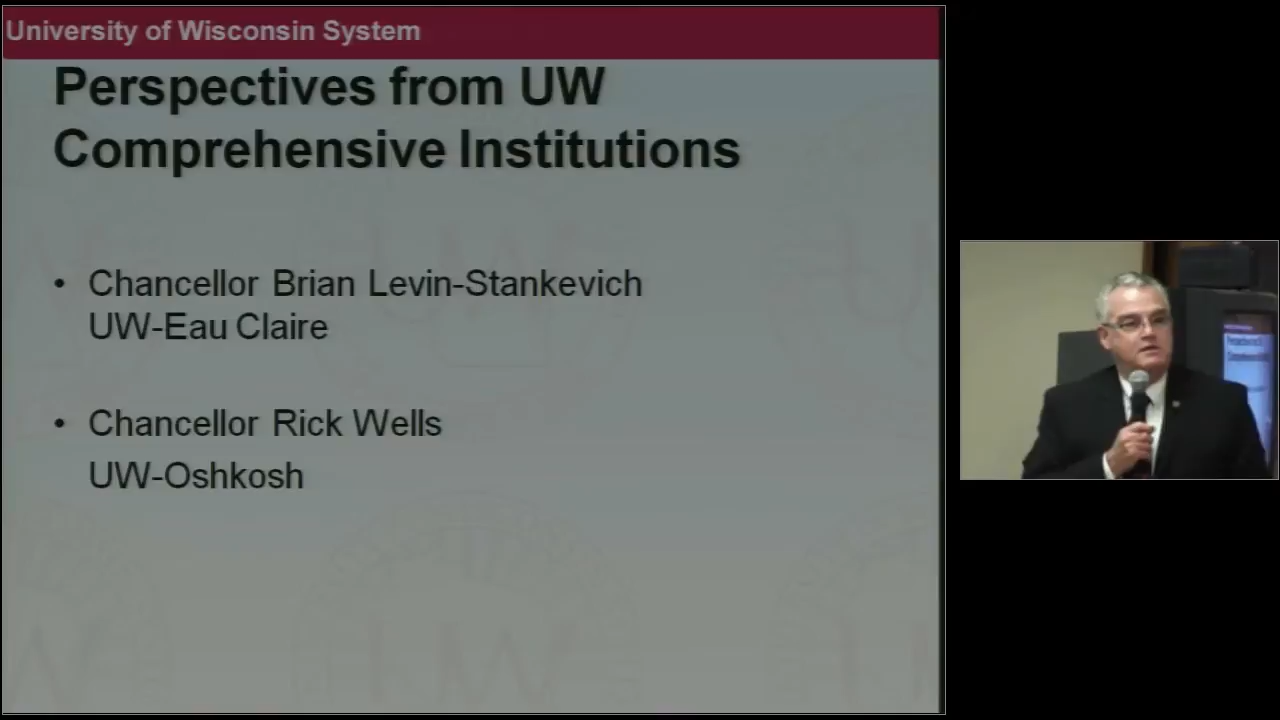 University of Wisconsin System
Perspectives from UW
Comprehensive Institutions
• Chancellor Brian Levin-Stankevich
UW-Eau Claire
• Chancellor Rick Wells
UW-Oshkosh